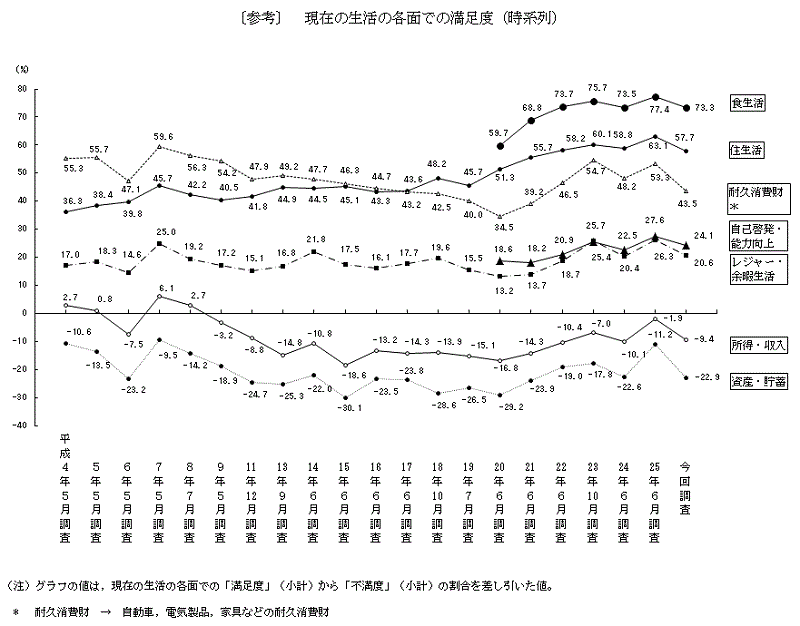 〔参考〕　現在の生活の各面での満足度（時系列）
（%）
80
70
60
50
40
30
20
10
0
-10
-20
-30
-40
59.7 68.8 73.7 75.7 73.5 77.4 73.3
食生活
36.3 38.4 39.8 45.7 42.2 40.5 41.8 44.9 44.5 45.1 43.3 43.6 48.2 45.7 51.3 55.7 58.2 60.1 58.8 63.1 57.7
住生活
55.3 55.7 47.1 59.6 56.3 54.2 47.9 49.2 47.7 46.3 44.7 43.2 42.5 40.0 34.5 39.2 46.5 54.7 48.2 53.3 43.5
耐久消費財
＊
18.6 18.2 20.9 25.7 22.5 27.6 24.1
自己啓発・
能力向上
17.0 18.3 14.6 25.0 19.2 17.2 15.1 16.8 21.8 17.5 16.1 17.8 19.6 15.5 13.2 13.7 18.7 25.4 20.4 26.3 20.6
レジャー・
余暇生活
2.7 0.8 -7.5 6.1 2.7 -3.2 -8.8 -14.8 -10.8 -18.6 -13.2 -14.3 -13.9 -15.1 -16.8 -14.3 -10.4 -7.0 -10.1 -1.9 -9.4
所得・収入
-10.6 -13.5 -23.2 -9.5 -14.2 -18.9 -24.7 -25.3 -22.0 -30.1 -23.5 -23.8 -28.6 -26.5 -29.2 -23.9 -19.0 -17.8 -22.6 -11.2 -22.9
資産・貯蓄
平成4年5月調査
5年5月調査
6年5月調査
7年5月調査
8年7月調査
9年5月調査
11年12月調査
13年9月調査
14年6月調査
15年6月調査
16年6月調査
17年6月調査
18年10月調査
19年7月調査
20年6月調査
21年6月調査
22年6月調査
23年10月調査
24年6月調査
25年6月調査
今回調査
（注）グラフの値は，現在の生活の各面での「満足度」（小計）から「不満度」（小計）の割合を差し引いた値。
＊　耐久消費財　→　自動車，電気製品，家具などの耐久消費財